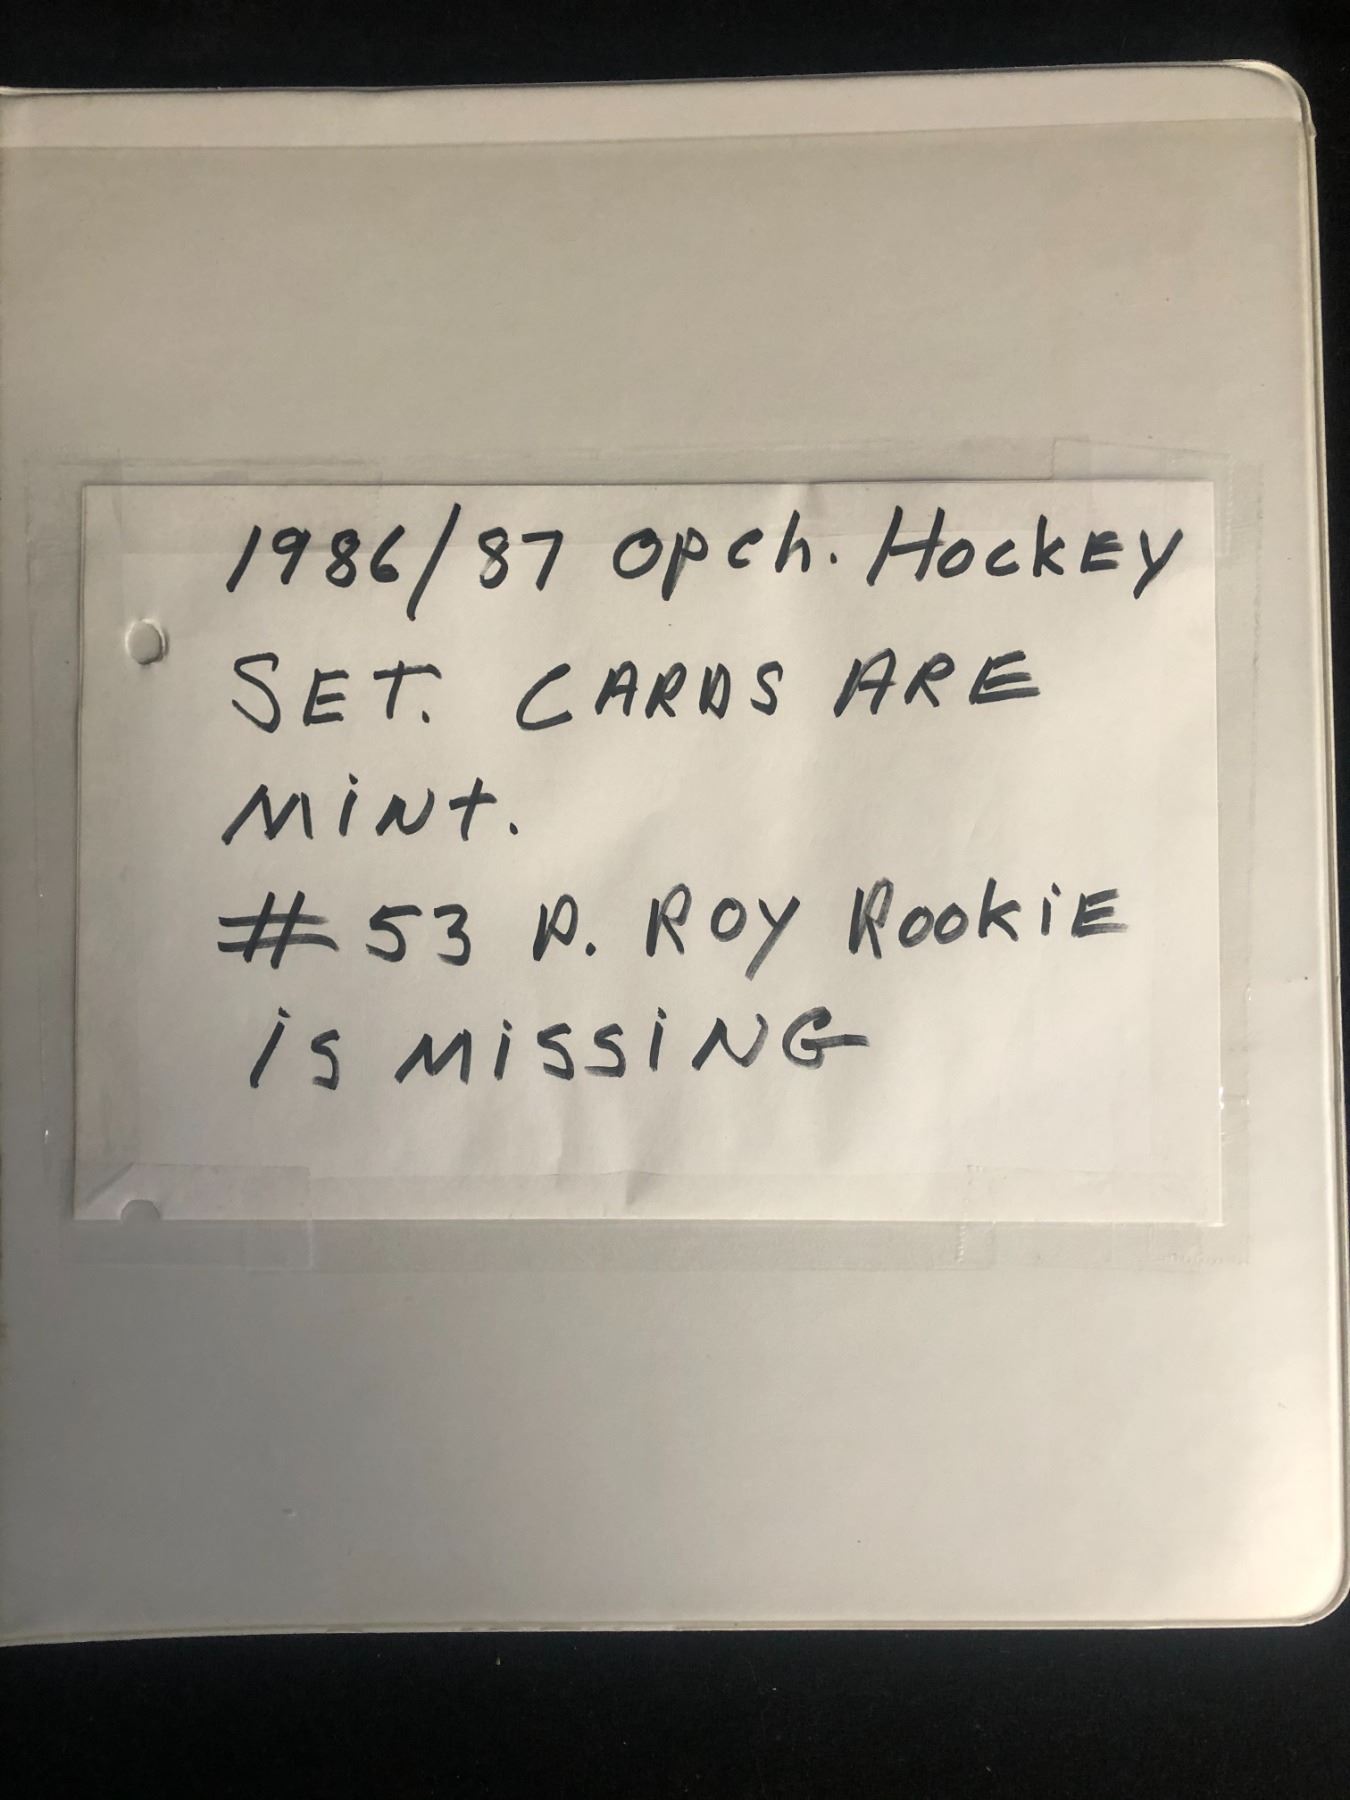 1986/87 opch. Hockey
SET. CARDS ARE
MiNt.
#53 P. ROY ROOKiE
is MissiNG